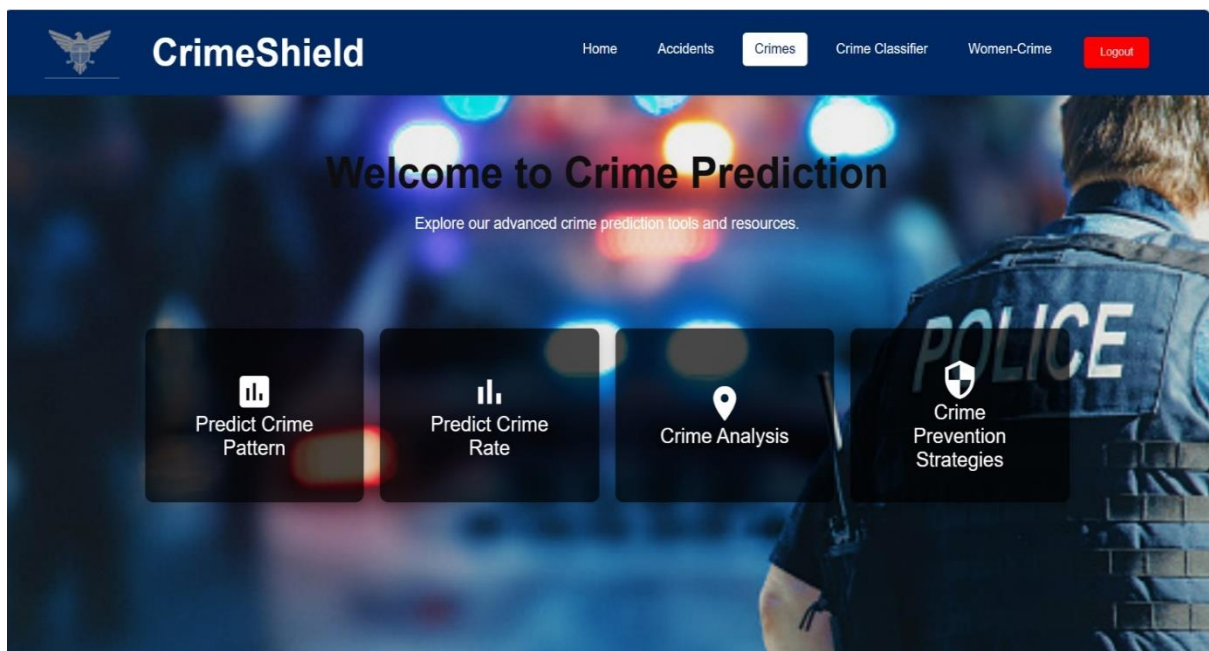 CrimeShield
Home Accidents Crimes Crime Classifier Women-Crime Logout
Welcome to Crime Prediction
Explore our advanced crime prediction tools and resources.
POLICE
Predict Crime
Pattern
Predict Crime
Rate
Crime Analysis
Crime
Prevention
Strategies